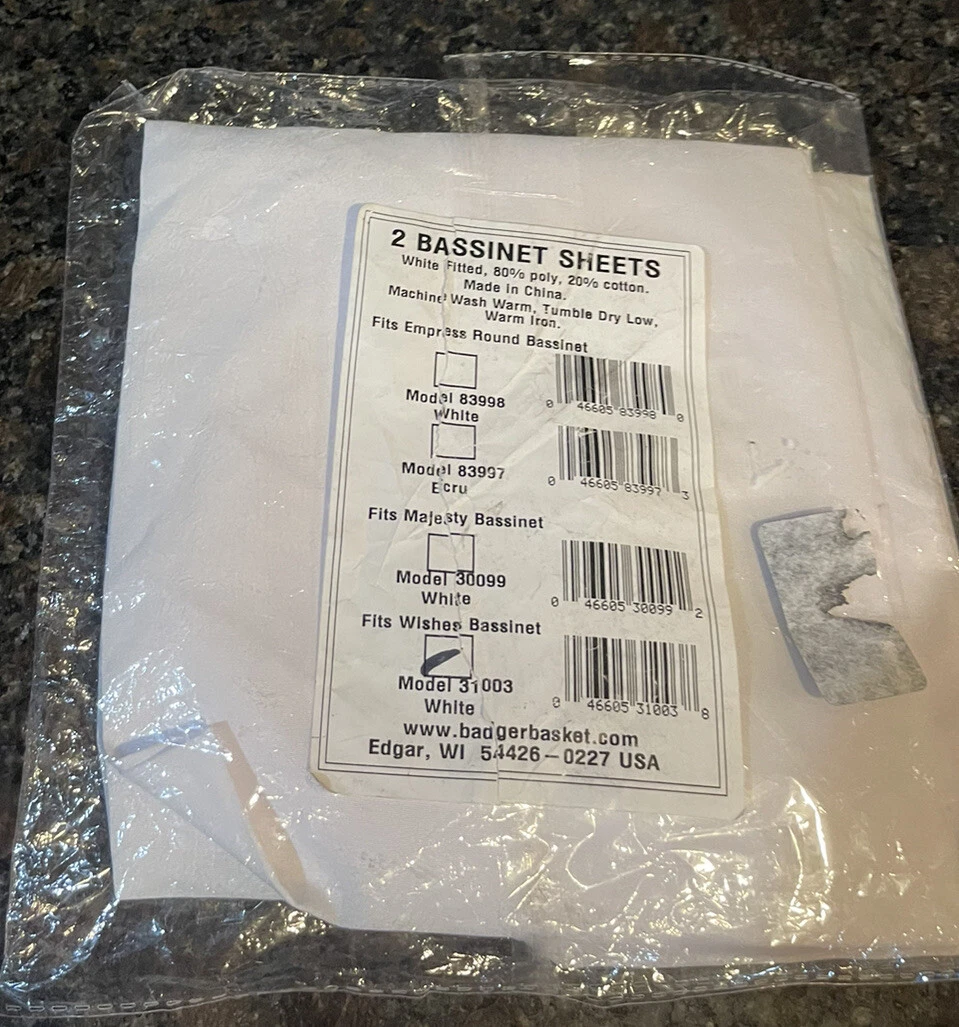 2 BASSINET SHEETS
White Fitted, 80% poly, 20% cotton.
Made in China.
Machine Wash Warm, Tumble Dry Low,
Warm Iron.
Fits Empress Round Bassinet
Model 83998
White
0 46605 83998 0
Model 83997
Ecru
0 46605 83997 3
Fits Majesty Bassinet
Model 30099
White
0 46605 30099 2
Fits Wishes Bassinet
Model 31003
White
0 46605 31003 8
www.badgerbasket.com
Edgar, WI 54426-0227 USA